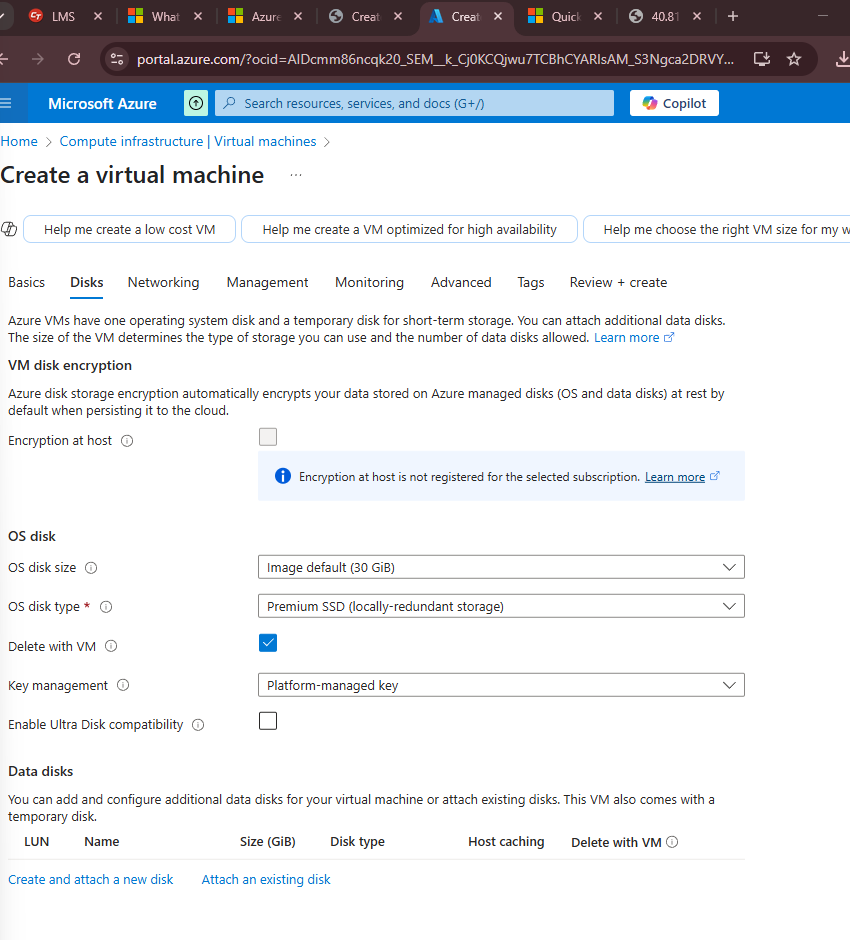 LMS
What
Azure
Creat
Creat
Quick
40.81
portal.azure.com/?ocid=AIDcmm86ncqk20_SEM__k_Cj0KCQjwu7TCBhCYARIsAM_S3Ngca2DRVY...
Microsoft Azure
Search resources, services, and docs (G+/)
Copilot
Home > Compute infrastructure | Virtual machines >
Create a virtual machine ...
Help me create a low cost VM
Help me create a VM optimized for high availability
Help me choose the right VM size for my w
Basics Disks Networking Management Monitoring Advanced Tags Review + create
Azure VMs have one operating system disk and a temporary disk for short-term storage. You can attach additional data disks.
The size of the VM determines the type of storage you can use and the number of data disks allowed. Learn more
VM disk encryption
Azure disk storage encryption automatically encrypts your data stored on Azure managed disks (OS and data disks) at rest by
default when persisting it to the cloud.
Encryption at host
Encryption at host is not registered for the selected subscription. Learn more
OS disk
OS disk size
Image default (30 GiB)
OS disk type *
Premium SSD (locally-redundant storage)
Delete with VM
Key management
Platform-managed key
Enable Ultra Disk compatibility
Data disks
You can add and configure additional data disks for your virtual machine or attach existing disks. This VM also comes with a
temporary disk.
LUN Name Size (GiB) Disk type Host caching Delete with VM
Create and attach a new disk Attach an existing disk